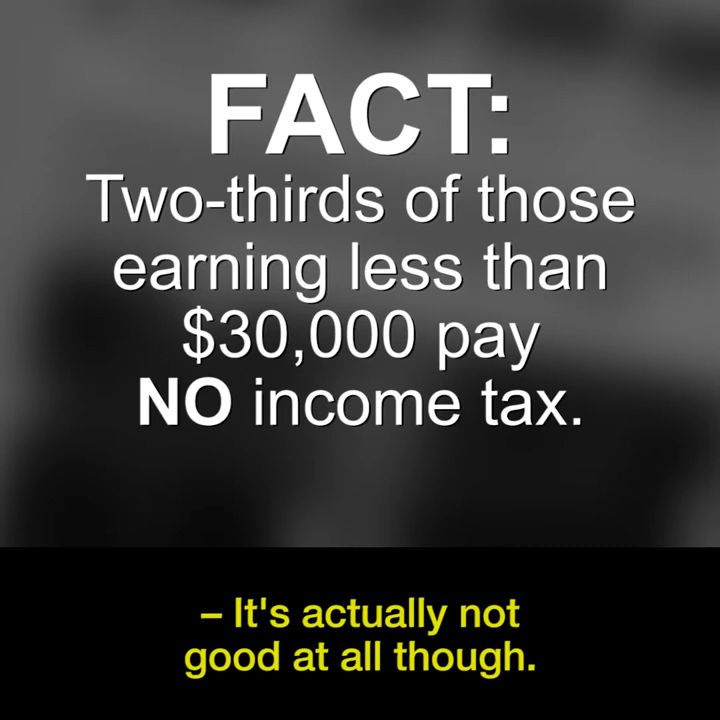 FACT:
Two-thirds of those
earning less than
$30,000 pay
NO income tax.
– It's actually not
good at all though.